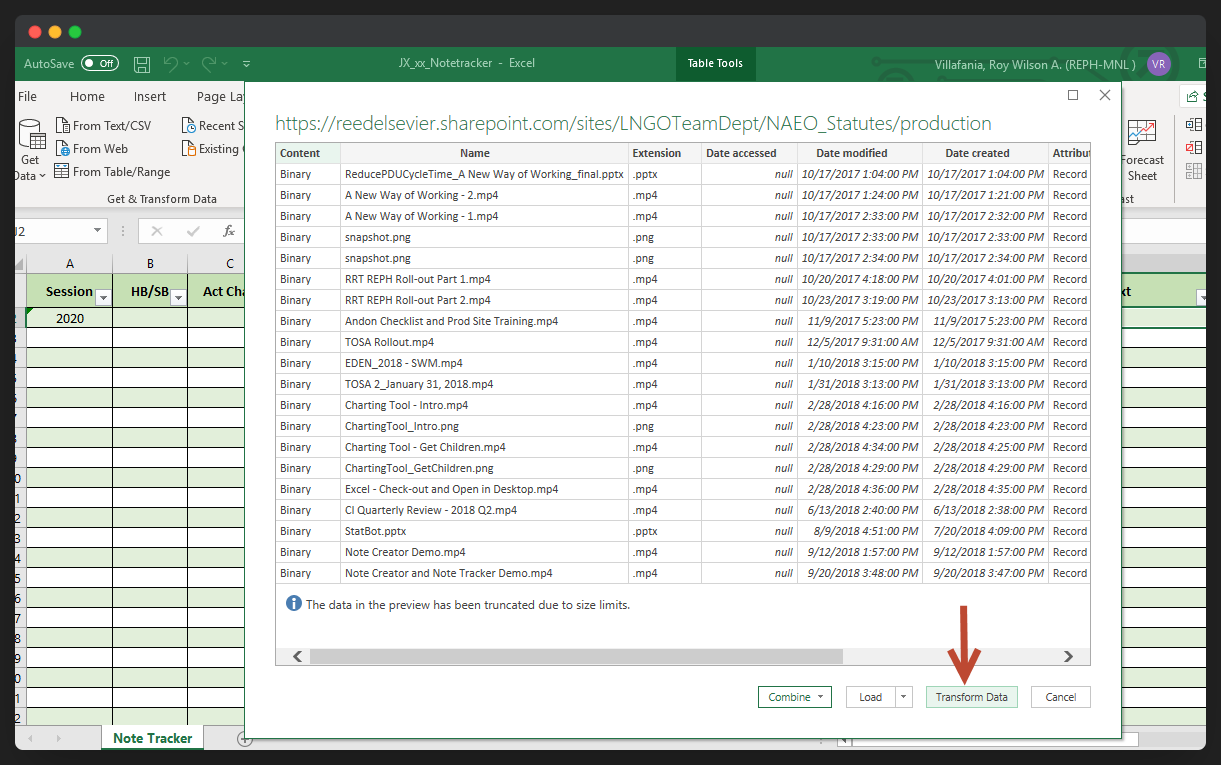 AutoSave Off JX_xx_Notetracker - Excel Table Tools Villafania, Roy Wilson A. (REPH-MNL ) VR
File Home Insert Page Lay
From Text/CSV Recent S
From Web Existing
From Table/Range
Get
Data
Get & Transform Data
Forecast
Sheet
J2 fx
A B C
Session HB/SB Act Cha
2020
https://reedelsevier.sharepoint.com/sites/LNGOTeamDept/NAEO_Statutes/production
Content Name Extension Date accessed Date modified Date created Attribut
Binary ReducePDUCycleTime_A New Way of Working_final.pptx .pptx null 10/17/2017 1:04:00 PM 10/17/2017 1:04:00 PM Record
Binary A New Way of Working - 2.mp4 .mp4 null 10/17/2017 1:24:00 PM 10/17/2017 1:21:00 PM Record
Binary A New Way of Working - 1.mp4 .mp4 null 10/17/2017 2:33:00 PM 10/17/2017 2:32:00 PM Record
Binary snapshot.png .png null 10/17/2017 2:33:00 PM 10/17/2017 2:33:00 PM Record
Binary snapshot.png .png null 10/17/2017 2:34:00 PM 10/17/2017 2:34:00 PM Record
Binary RRT REPH Roll-out Part 1.mp4 .mp4 null 10/20/2017 4:18:00 PM 10/20/2017 4:01:00 PM Record
Binary RRT REPH Roll-out Part 2.mp4 .mp4 null 10/23/2017 3:19:00 PM 10/23/2017 3:13:00 PM Record
Binary Andon Checklist and Prod Site Training.mp4 .mp4 null 11/9/2017 5:23:00 PM 11/9/2017 5:23:00 PM Record
Binary TOSA Rollout.mp4 .mp4 null 12/5/2017 9:31:00 AM 12/5/2017 9:31:00 AM Record
Binary EDEN_2018 - SWM.mp4 .mp4 null 1/10/2018 3:15:00 PM 1/10/2018 3:15:00 PM Record
Binary TOSA 2_January 31, 2018.mp4 .mp4 null 1/31/2018 3:13:00 PM 1/31/2018 3:13:00 PM Record
Binary Charting Tool - Intro.mp4 .mp4 null 2/28/2018 4:16:00 PM 2/28/2018 4:16:00 PM Record
Binary ChartingTool_Intro.png .png null 2/28/2018 4:23:00 PM 2/28/2018 4:23:00 PM Record
Binary Charting Tool - Get Children.mp4 .mp4 null 2/28/2018 4:34:00 PM 2/28/2018 4:25:00 PM Record
Binary ChartingTool_GetChildren.png .png null 2/28/2018 4:29:00 PM 2/28/2018 4:29:00 PM Record
Binary Excel - Check-out and Open in Desktop.mp4 .mp4 null 2/28/2018 4:36:00 PM 2/28/2018 4:35:00 PM Record
Binary CI Quarterly Review - 2018 Q2.mp4 .mp4 null 6/13/2018 2:40:00 PM 6/13/2018 2:38:00 PM Record
Binary StatBot.pptx .pptx null 8/9/2018 4:51:00 PM 7/20/2018 4:09:00 PM Record
Binary Note Creator Demo.mp4 .mp4 null 9/12/2018 1:57:00 PM 9/12/2018 1:57:00 PM Record
Binary Note Creator and Note Tracker Demo.mp4 .mp4 null 9/20/2018 3:48:00 PM 9/20/2018 3:47:00 PM Record
The data in the preview has been truncated due to size limits.
Combine Load Transform Data Cancel
Note Tracker